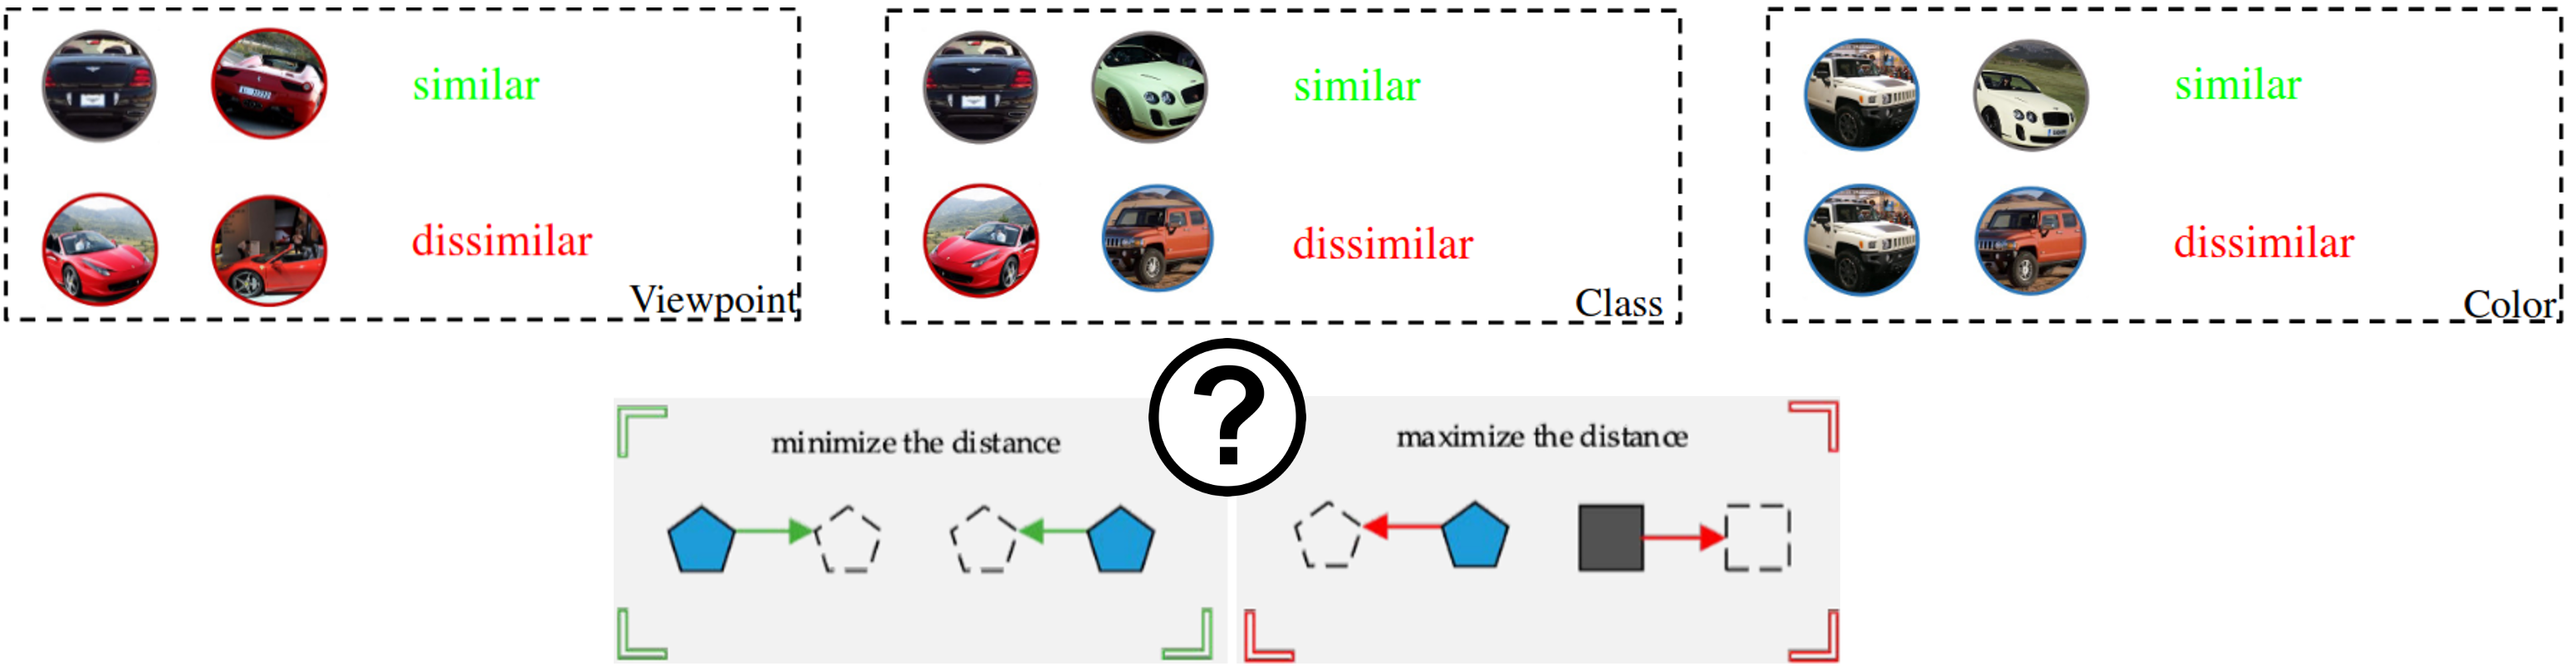 similar
dissimilar
Viewpoint
similar
dissimilar
Class
similar
dissimilar
Color
?
minimize the distance
maximize the distance